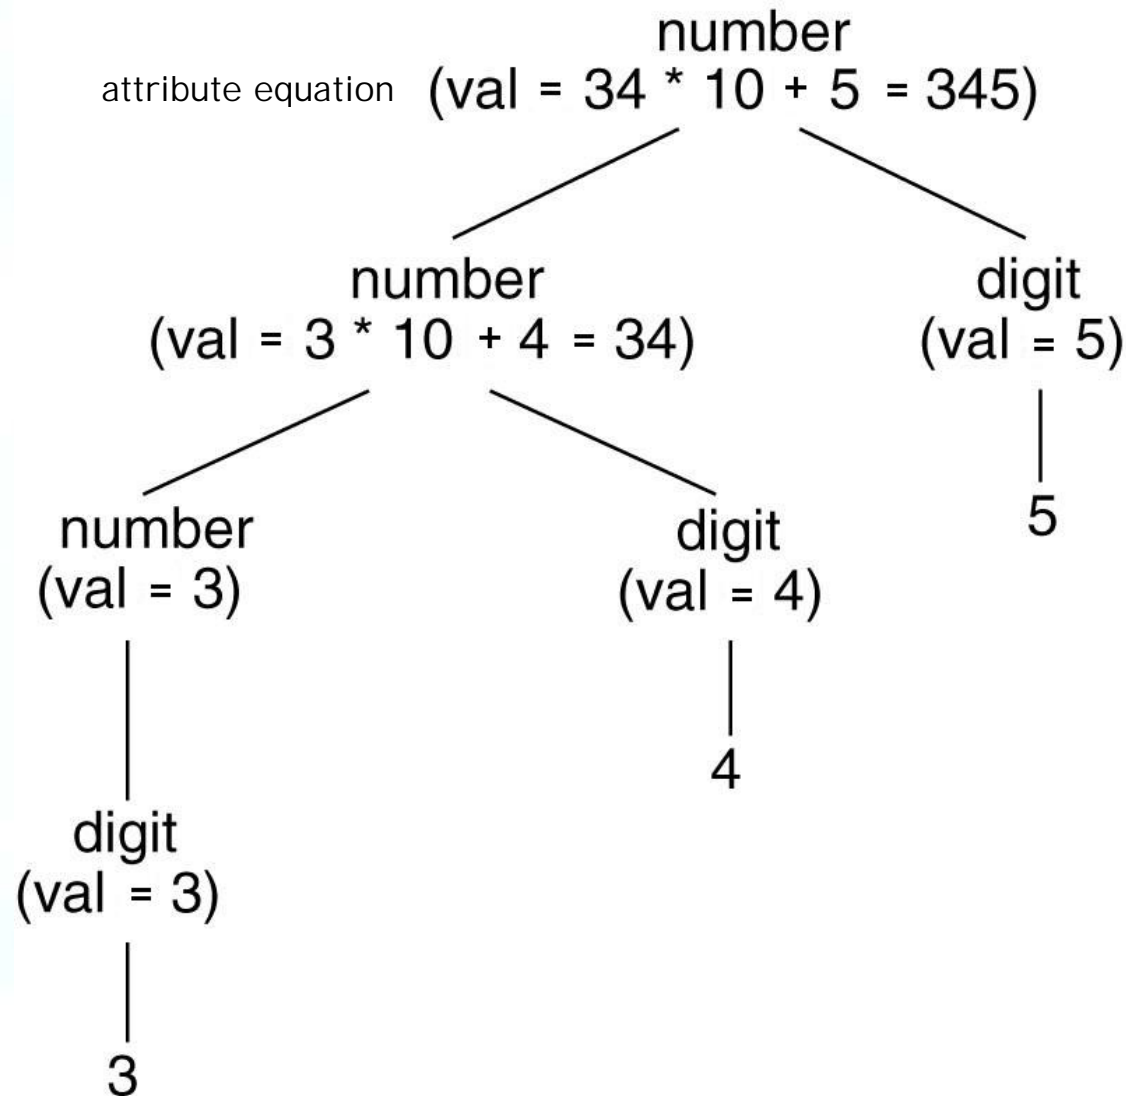 number
attribute equation (val = 34 * 10 + 5 = 345)
number
(val = 3 * 10 + 4 = 34)
digit
(val = 5)
number
(val = 3)
digit
(val = 4)
5
4
digit
(val = 3)
3